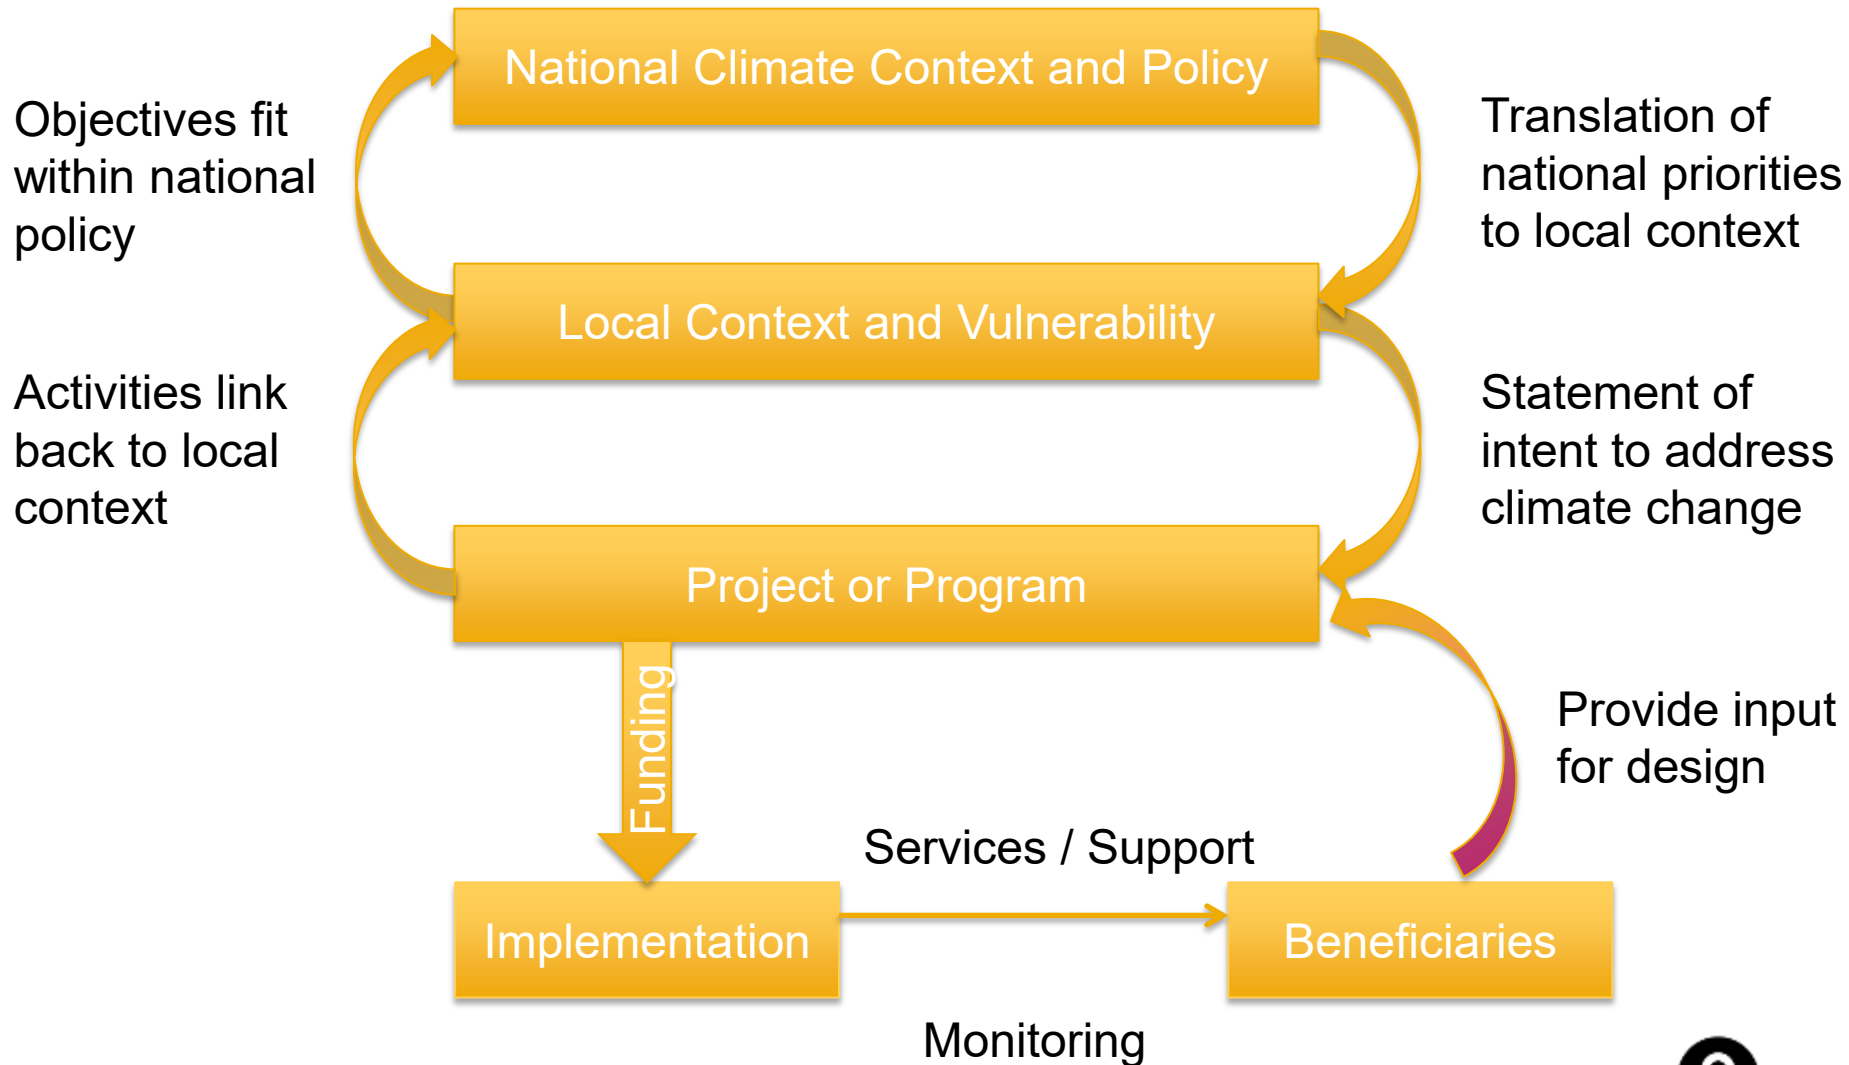 National Climate Context and Policy
Objectives fit
within national
policy
Translation of
national priorities
to local context
Local Context and Vulnerability
Activities link
back to local
context
Statement of
intent to address
climate change
Project or Program
Funding
Provide input
for design
Services / Support
Implementation
Beneficiaries
Monitoring